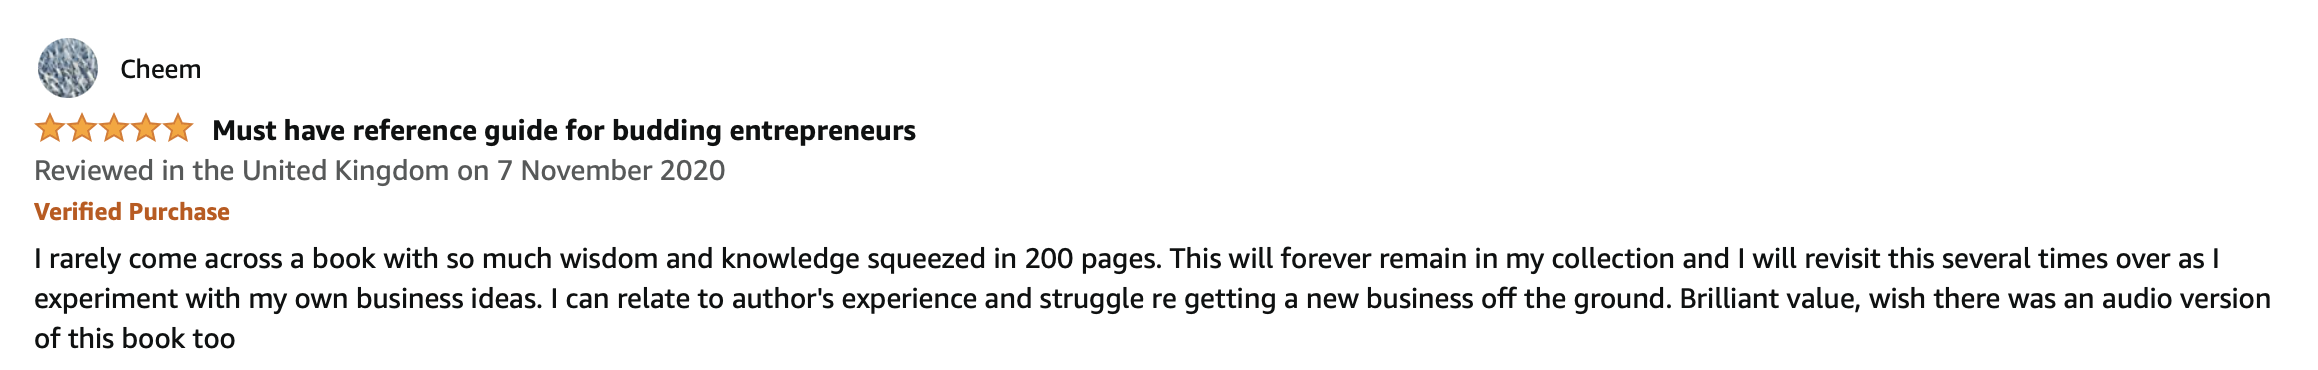 Cheem
Must have reference guide for budding entrepreneurs
Reviewed in the United Kingdom on 7 November 2020
Verified Purchase
I rarely come across a book with so much wisdom and knowledge squeezed in 200 pages. This will forever remain in my collection and I will revisit this several times over as I
experiment with my own business ideas. I can relate to author's experience and struggle re getting a new business off the ground. Brilliant value, wish there was an audio version
of this book too